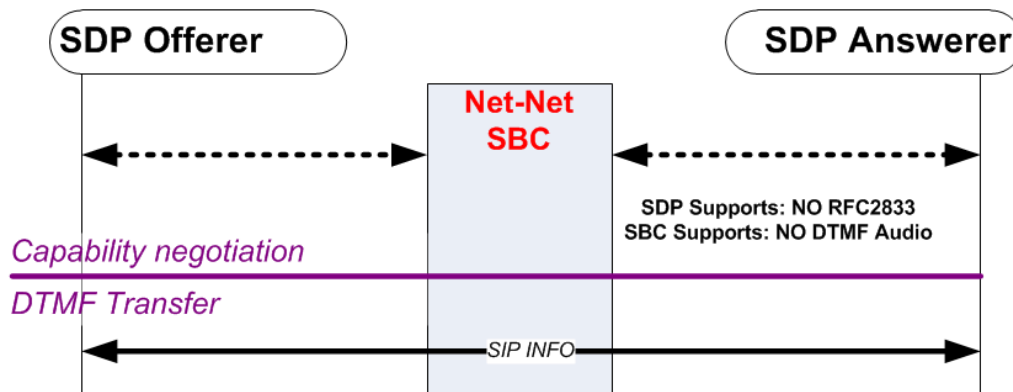 SDP Offerer
SDP Answerer
Net-Net
SBC
SDP Supports: NO RFC2833
SBC Supports: NO DTMF Audio
Capability negotiation
DTMF Transfer
SIP INFO